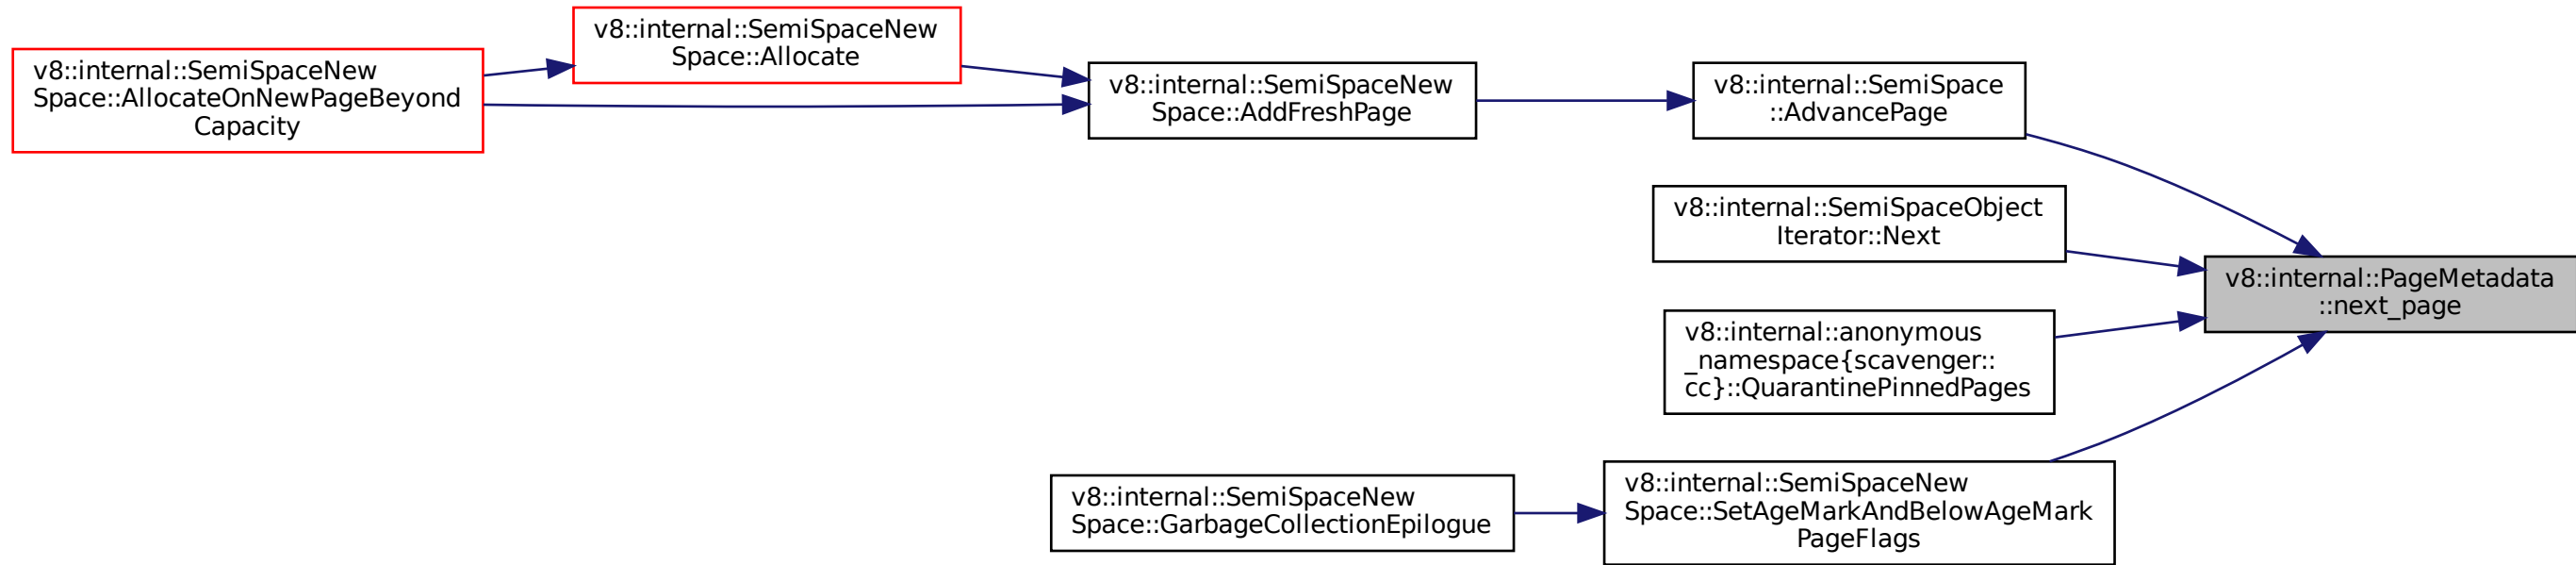 v8::internal::SemiSpaceNew
Space::AllocateOnNewPageBeyond
Capacity
v8::internal::SemiSpaceNew
Space::Allocate
v8::internal::SemiSpaceNew
Space::AddFreshPage
v8::internal::SemiSpace
::AdvancePage
v8::internal::SemiSpaceObject
Iterator::Next
v8::internal::anonymous
_namespace{scavenger::
cc}::QuarantinePinnedPages
v8::internal::SemiSpaceNew
Space::GarbageCollectionEpilogue
v8::internal::SemiSpaceNew
Space::SetAgeMarkAndBelowAgeMark
PageFlags
v8::internal::PageMetadata
::next_page